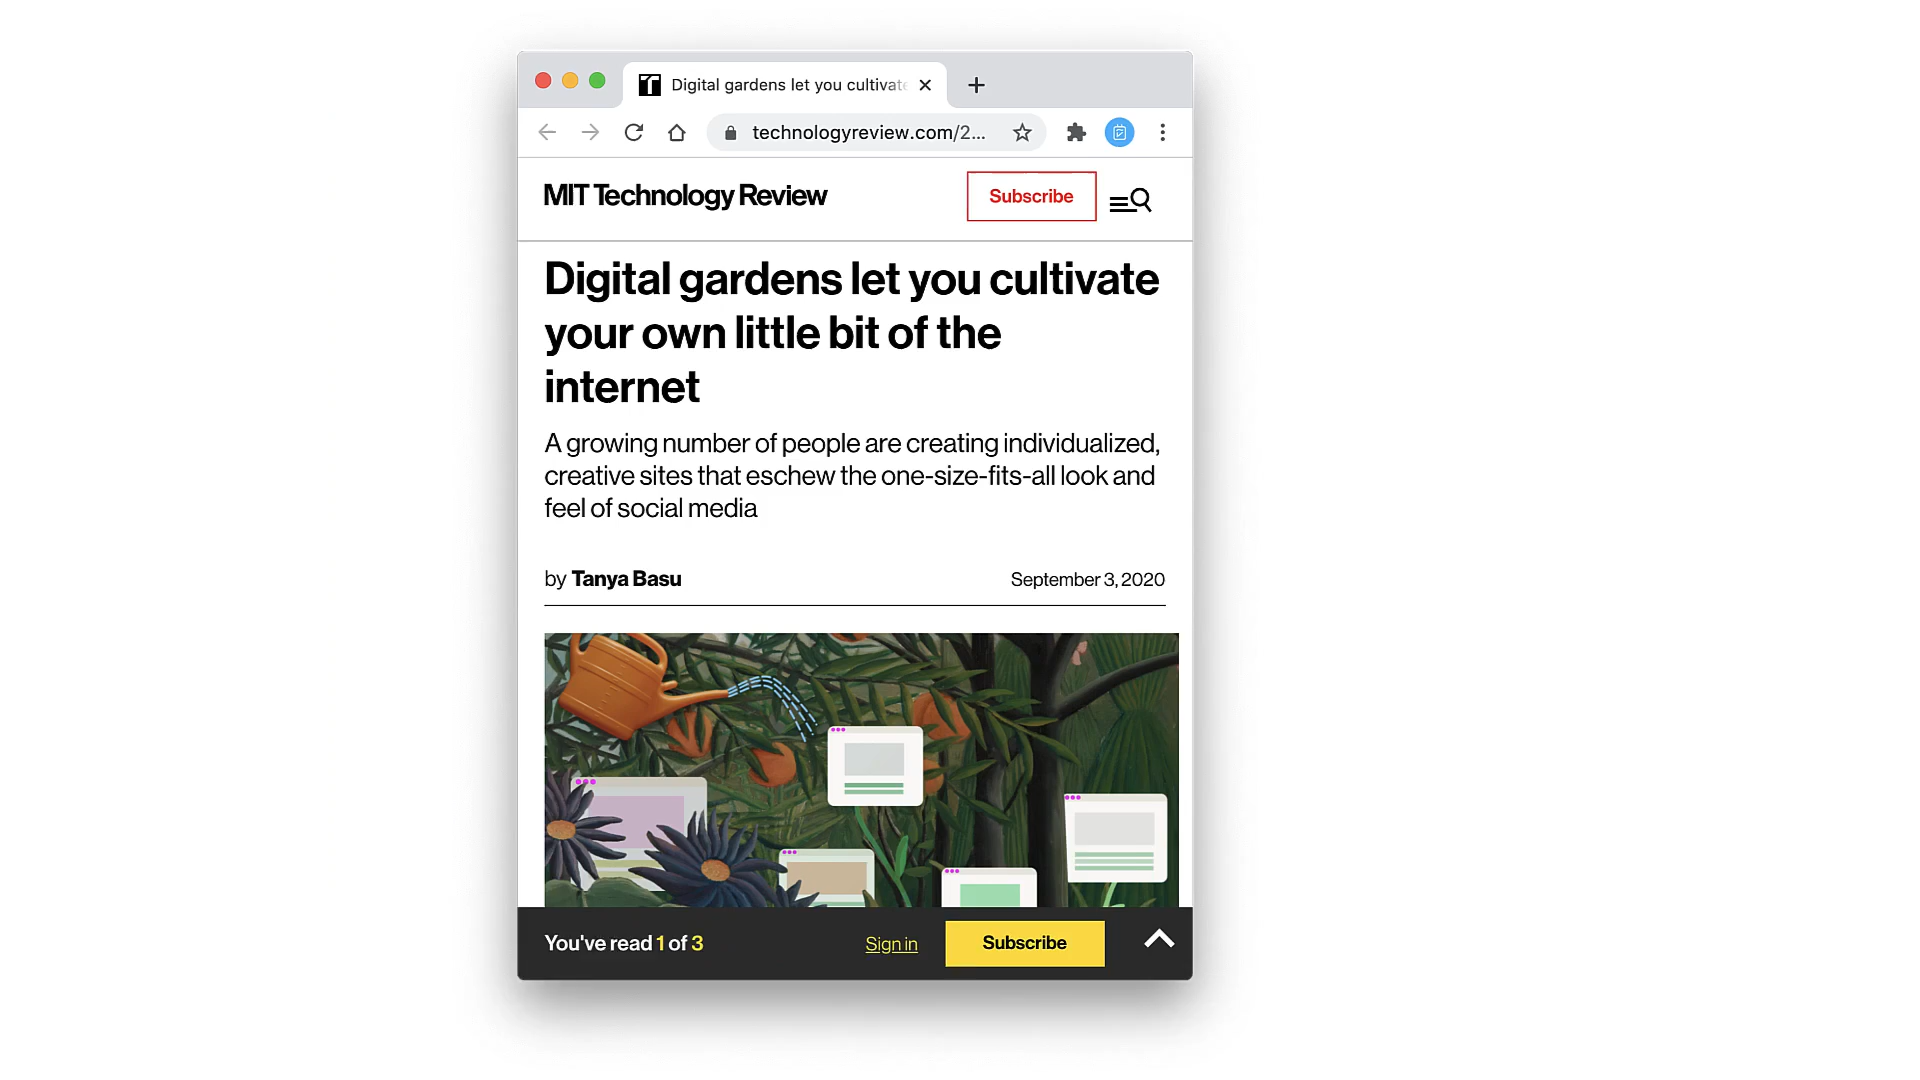 Digital gardens let you cultivate
technologyreview.com/2...
MIT Technology Review
Subscribe
Digital gardens let you cultivate
your own little bit of the
internet
A growing number of people are creating individualized,
creative sites that eschew the one-size-fits-all look and
feel of social media
by Tanya Basu
September 3, 2020
You've read 1 of 3
Sign in
Subscribe